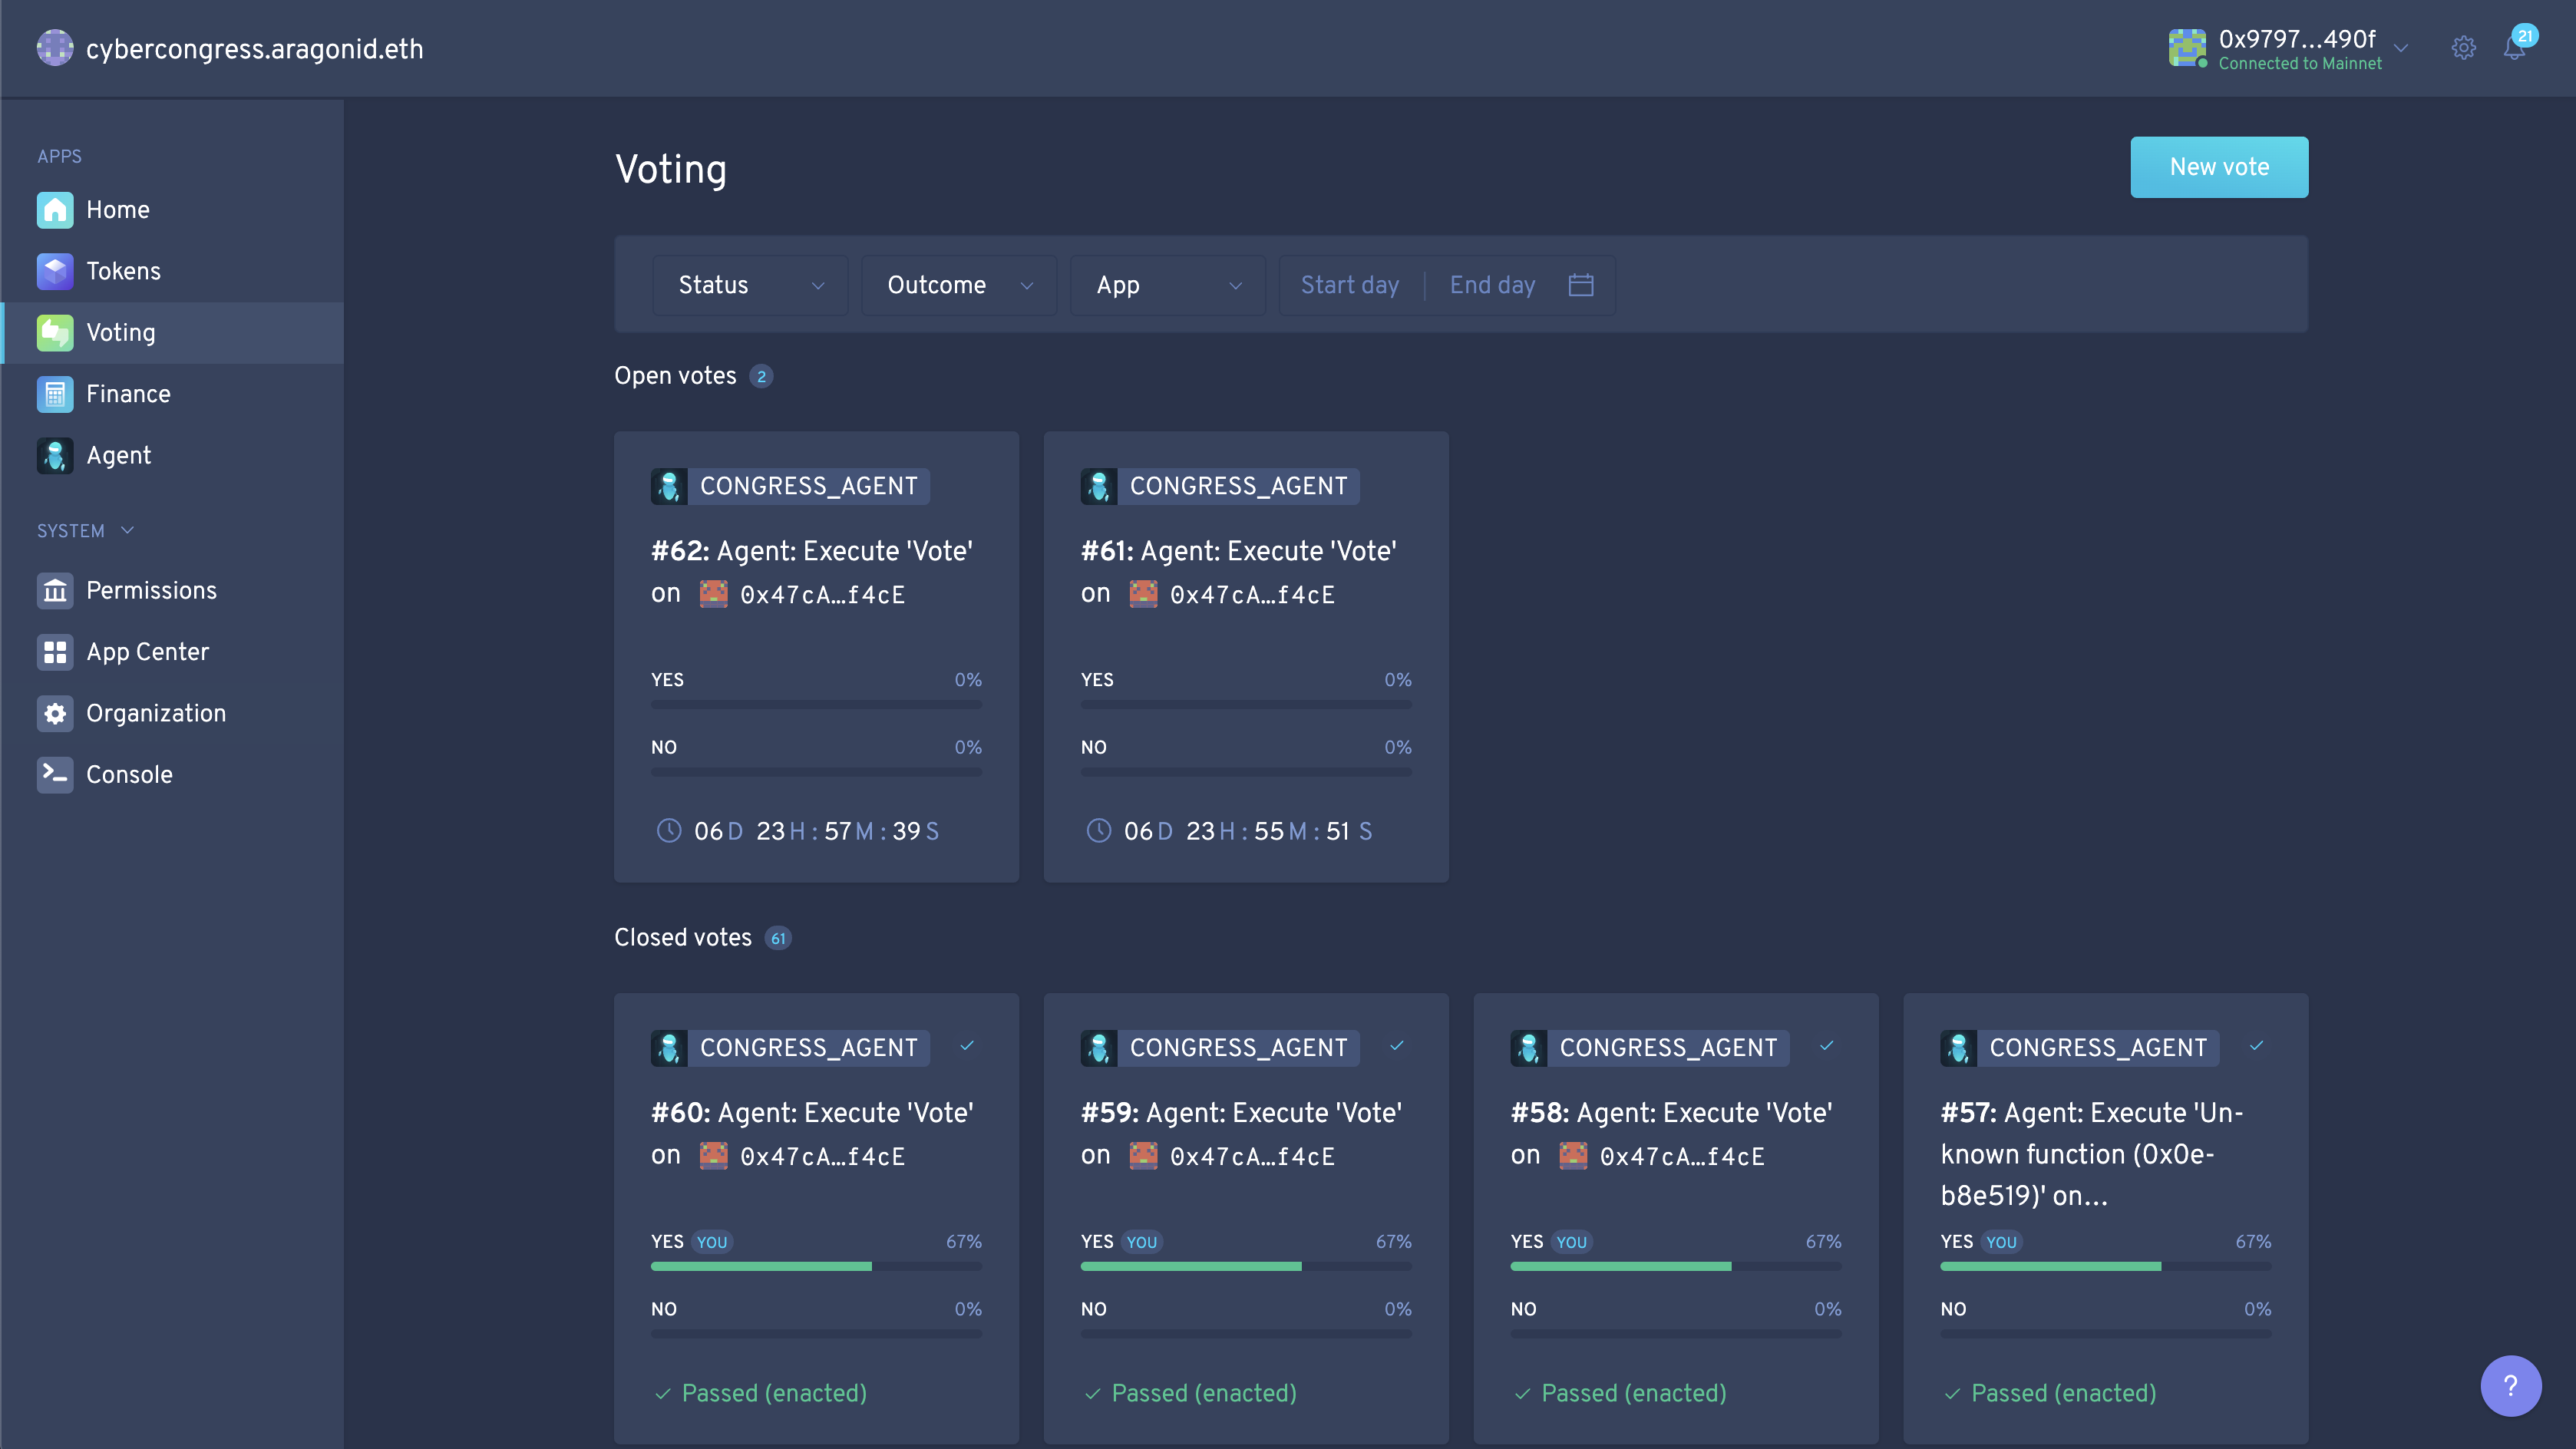 cybercongress.aragonid.eth
0x9797...490f
Connected to Mainnet
21
APPS
Home
Tokens
Voting
Finance
Agent
SYSTEM
Permissions
App Center
Organization
Console
Voting
New vote
Status
Outcome
App
Start day
End day
Open votes 2
CONGRESS_AGENT
#62: Agent: Execute 'Vote'
on 0x47cA…f4cE
YES 0%
NO 0%
06 D 23 H : 57 M : 39 S
CONGRESS_AGENT
#61: Agent: Execute 'Vote'
on 0x47cA…f4cE
YES 0%
NO 0%
06 D 23 H : 55 M : 51 S
Closed votes 61
CONGRESS_AGENT
#60: Agent: Execute 'Vote'
on 0x47cA…f4cE
YES YOU 67%
NO 0%
Passed (enacted)
CONGRESS_AGENT
#59: Agent: Execute 'Vote'
on 0x47cA…f4cE
YES YOU 67%
NO 0%
Passed (enacted)
CONGRESS_AGENT
#58: Agent: Execute 'Vote'
on 0x47cA…f4cE
YES YOU 67%
NO 0%
Passed (enacted)
CONGRESS_AGENT
#57: Agent: Execute 'Un-
known function (0x0e-
b8e519)' on...
YES YOU 67%
NO 0%
Passed (enacted)
?